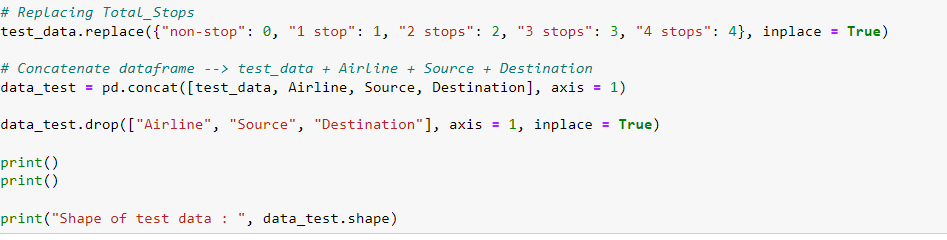 # Replacing Total_Stops
test_data.replace({"non-stop": 0, "1 stop": 1, "2 stops": 2, "3 stops": 3, "4 stops": 4}, inplace = True)
# Concatenate dataframe --> test_data + Airline + Source + Destination
data_test = pd.concat([test_data, Airline, Source, Destination], axis = 1)
data_test.drop(["Airline", "Source", "Destination"], axis = 1, inplace = True)
print()
print()
print("Shape of test data : ", data_test.shape)